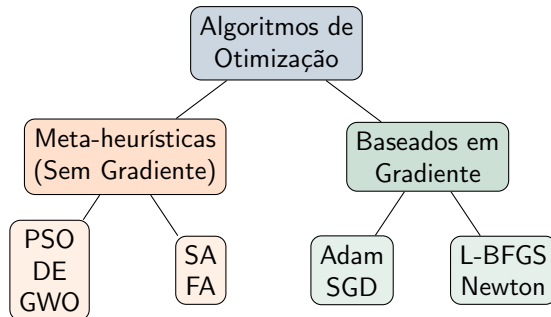 Algoritmos de
Otimização
Meta-heurísticas
(Sem Gradiente)
Baseados em
Gradiente
PSO
DE
GWO
SA
FA
Adam
SGD
L-BFGS
Newton